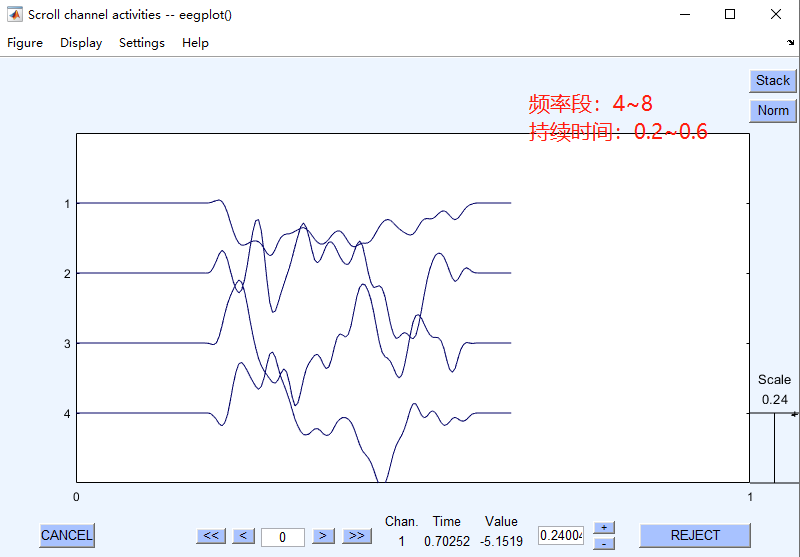 Scroll channel activities -- eegplot()
Figure Display Settings Help
Stack
频率段：4~8
Norm
持续时间：0.2~0.6
1
2
3
Scale
0.24
4
0 1
Chan. Time Value
CANCEL << < 0 > >> 1 0.70252 -5.1519 0.24004 + - REJECT